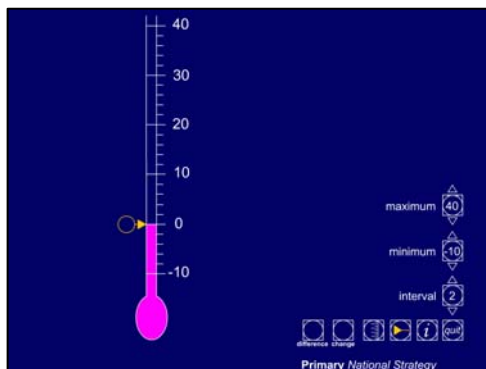 40
30
20
10
0
-10
maximum 40
minimum -10
interval 2
difference change i quit
Primary National Strategy